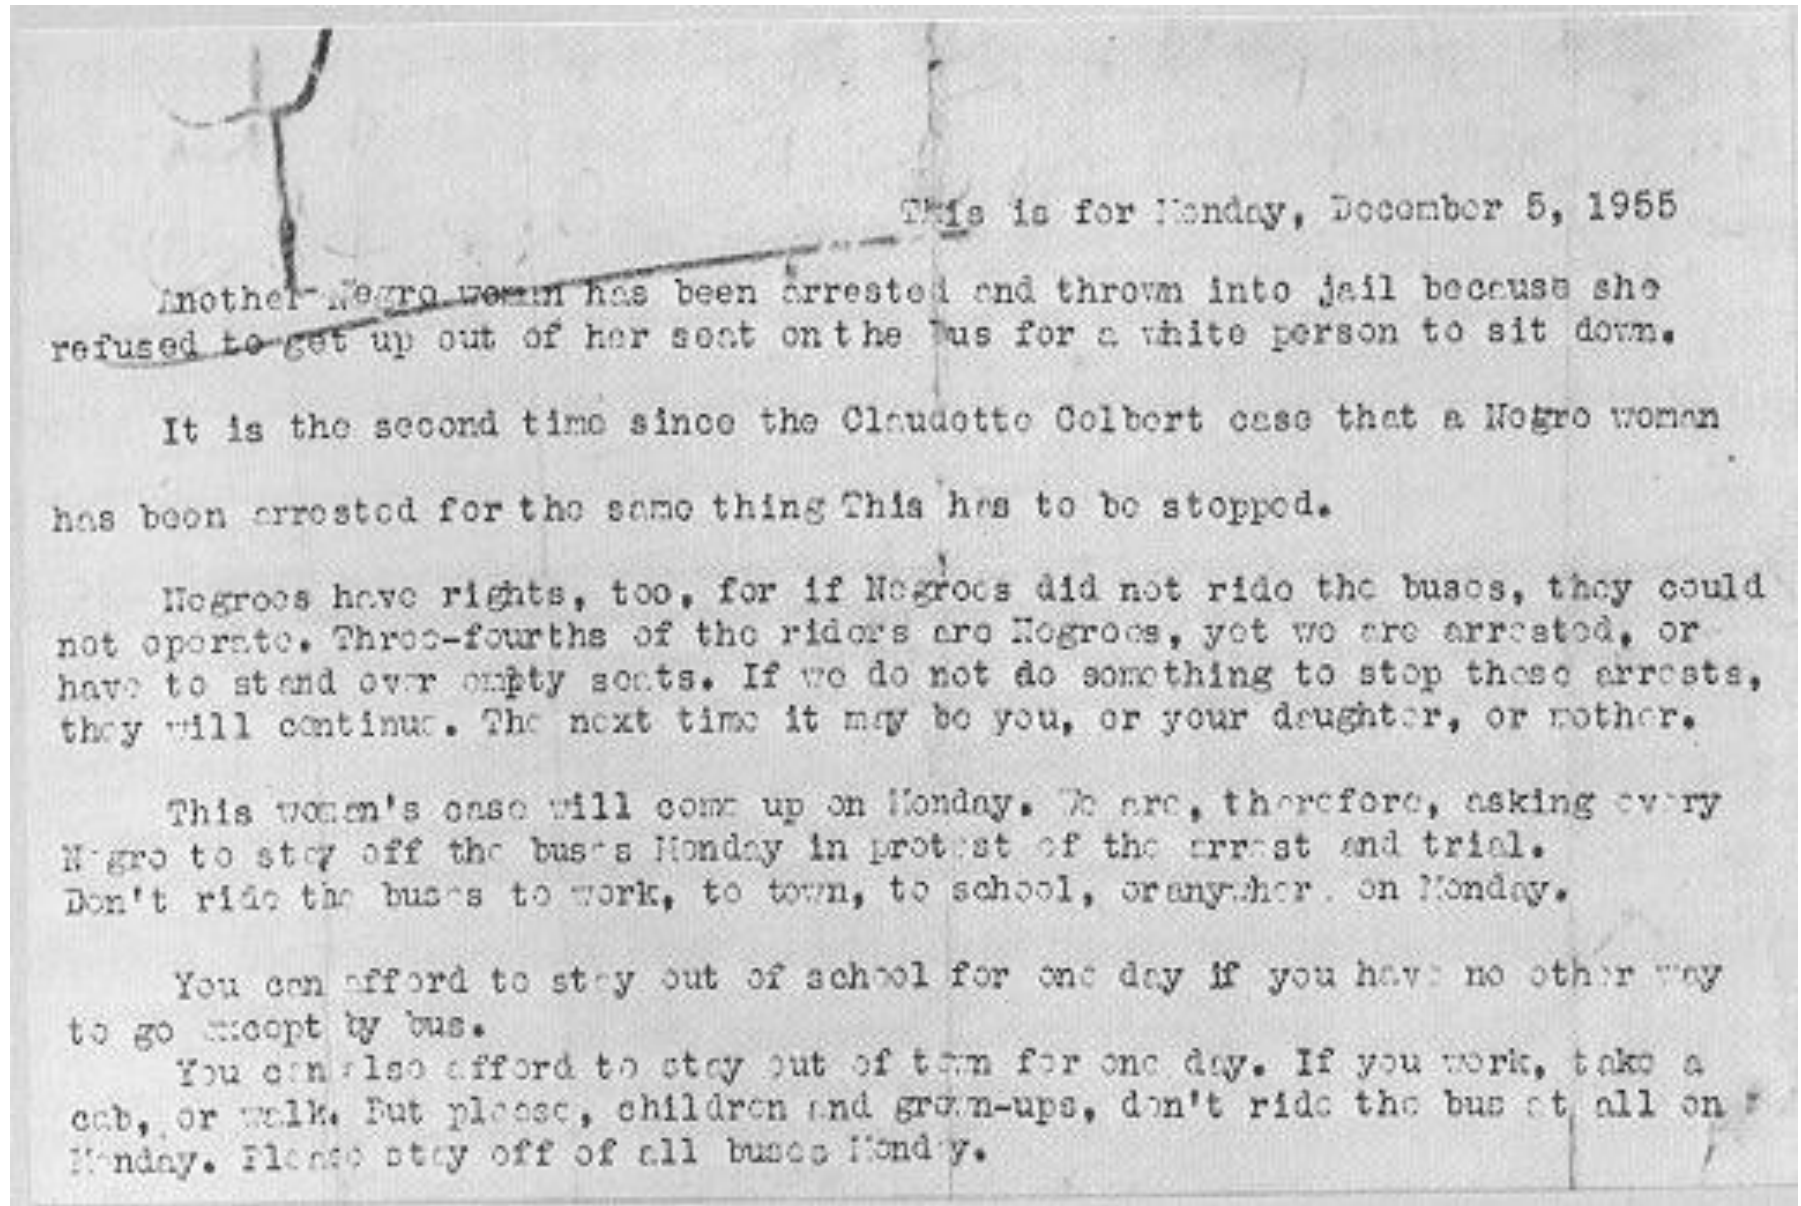 This is for Monday, December 5, 1955
Another Negro woman has been arrested and thrown into jail because she
refused to get up out of her seat on the bus for a white person to sit down.
It is the second time since the Claudette Colbert case that a Negro woman
has been arrested for the same thing This has to be stopped.
Negroes have rights, too, for if Negroes did not ride the buses, they could
not operate. Three-fourths of the riders are Negroes, yet we are arrested, or
have to stand over empty seats. If we do not do something to stop these arrests,
they will continue. The next time it may be you, or your daughter, or mother.
This woman's case will come up on Monday. We are, therefore, asking every
Negro to stay off the buses Monday in protest of the arrest and trial.
Don't ride the buses to work, to town, to school, oranywhere on Monday.
You can afford to stay out of school for one day if you have no other way
to go except by bus.
You can also afford to stay out of town for one day. If you work, take a
cab, or walk. But please, children and grown-ups, don't ride the bus at all on
Monday. Please stay off of all buses Monday.